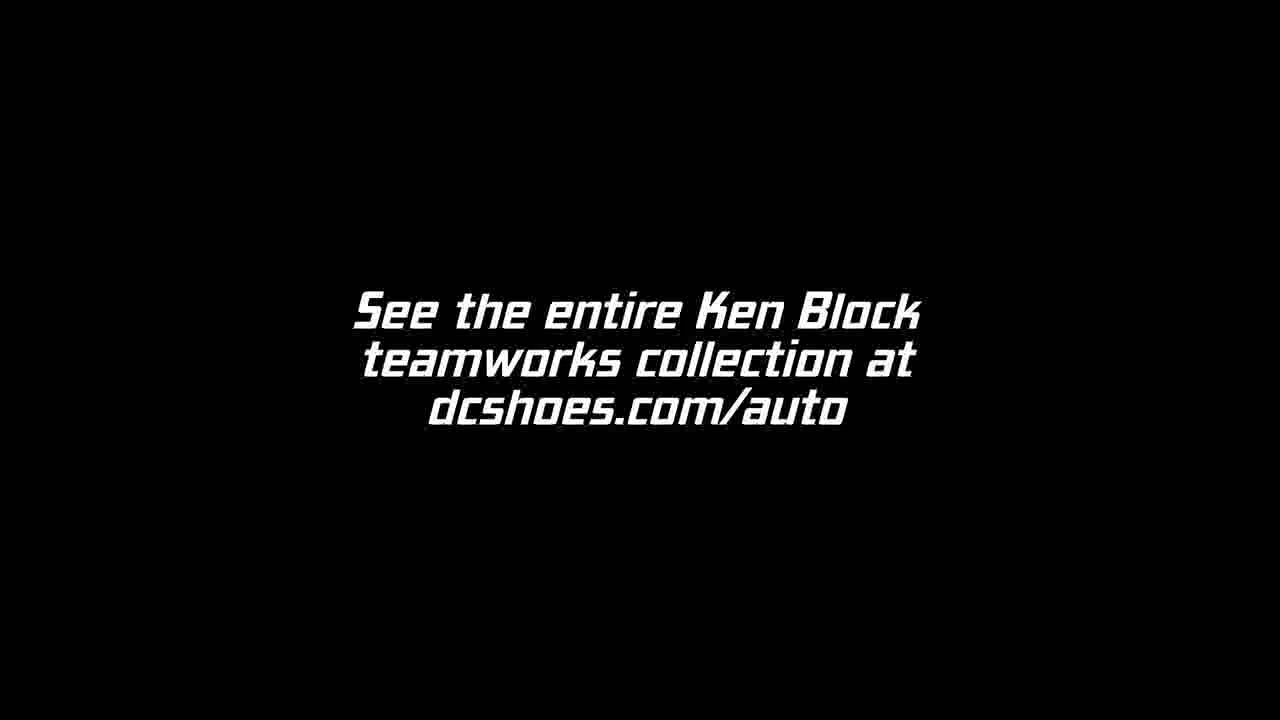 See the entire Ken Block
teamworks collection at
dcshoes.com/auto